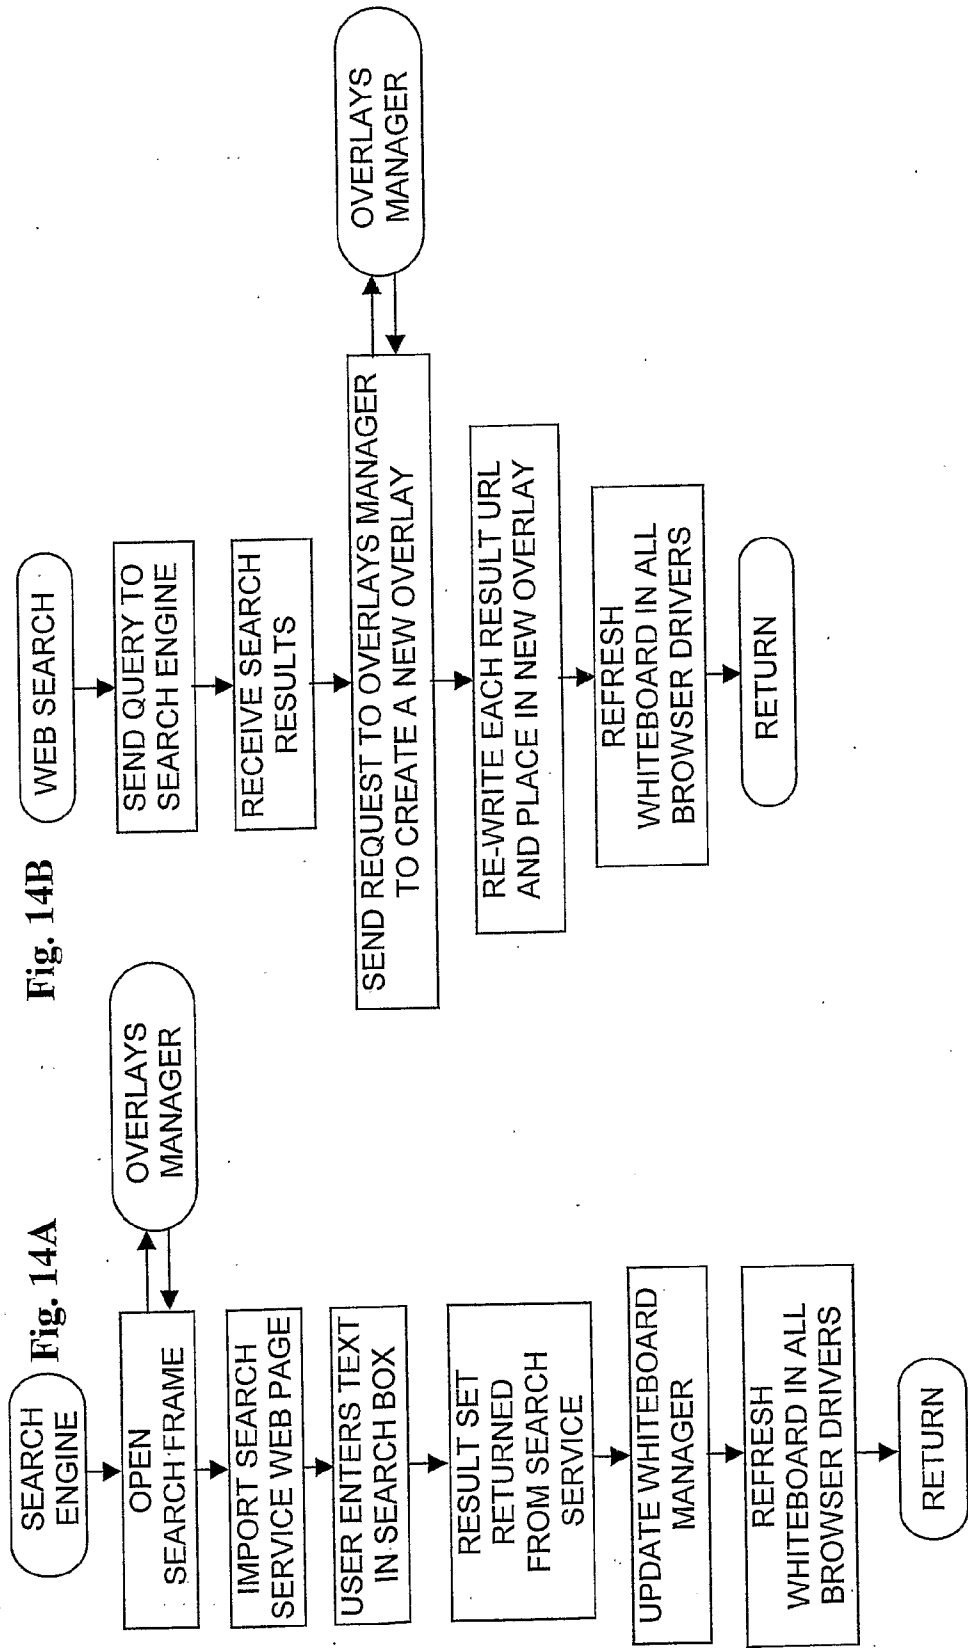 Fig. 14A
SEARCH
ENGINE
OPEN
SEARCH FRAME
OVERLAYS
MANAGER
IMPORT SEARCH
SERVICE WEB PAGE
USER ENTERS TEXT
IN SEARCH BOX
RESULT SET
RETURNED
FROM SEARCH
SERVICE
UPDATE WHITEBOARD
MANAGER
REFRESH
WHITEBOARD IN ALL
BROWSER DRIVERS
RETURN
Fig. 14B
WEB SEARCH
SEND QUERY TO
SEARCH ENGINE
RECEIVE SEARCH
RESULTS
SEND REQUEST TO OVERLAYS MANAGER
TO CREATE A NEW OVERLAY
OVERLAYS
MANAGER
RE-WRITE EACH RESULT URL
AND PLACE IN NEW OVERLAY
REFRESH
WHITEBOARD IN ALL
BROWSER DRIVERS
RETURN